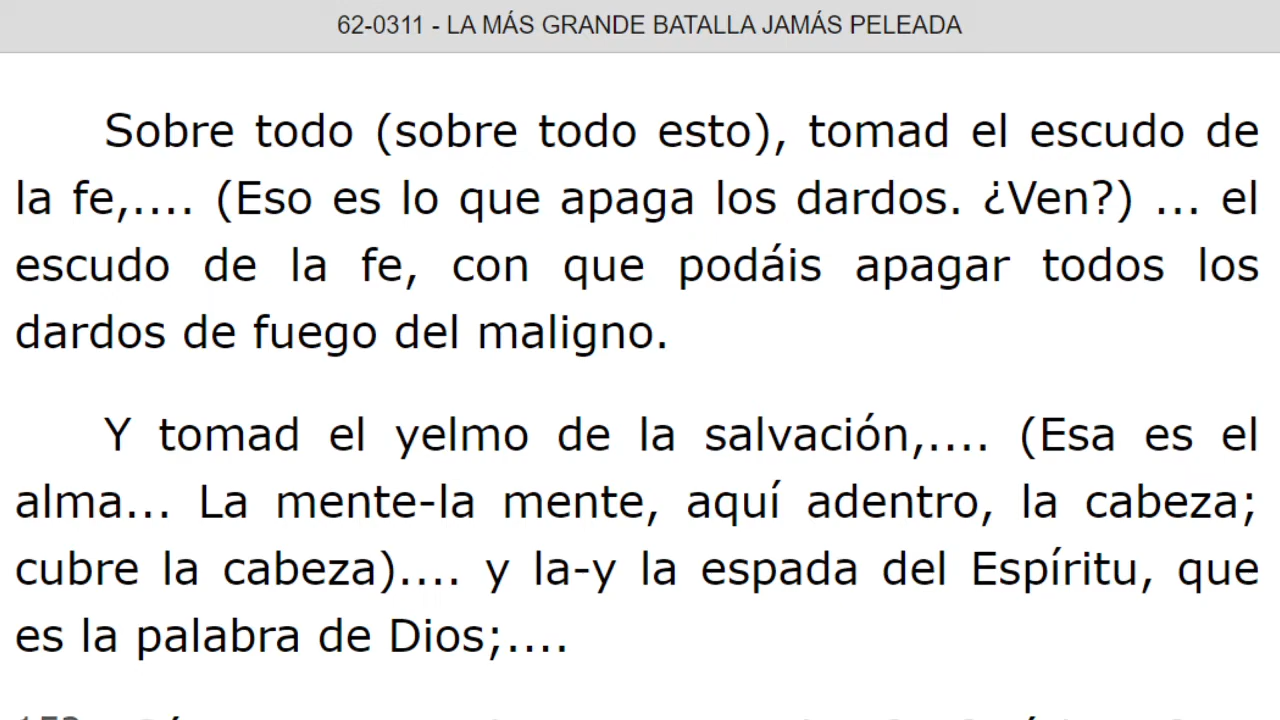 62-0311 - LA MÁS GRANDE BATALLA JAMÁS PELEADA
Sobre todo (sobre todo esto), tomad el escudo de
la fe,.... (Eso es lo que apaga los dardos. ¿Ven?) ... el
escudo de la fe, con que podáis apagar todos los
dardos de fuego del maligno.
Y tomad el yelmo de la salvación,.... (Esa es el
alma... La mente-la mente, aquí adentro, la cabeza;
cubre la cabeza).... y la-y la espada del Espíritu, que
es la palabra de Dios;....